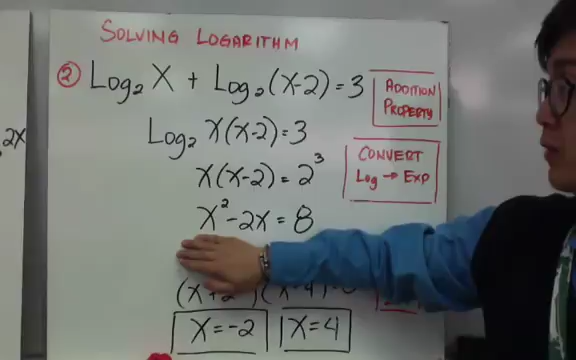 SOLVING LOGARITHM
② Log₂ X + Log₂ (X-2) = 3
ADDITION
PROPERTY
Log₂ X(X-2) = 3
, 2X
CONVERT
Log → EXP
X(X-2) = 2³
X² - 2X = 8
X = -2
X = 4